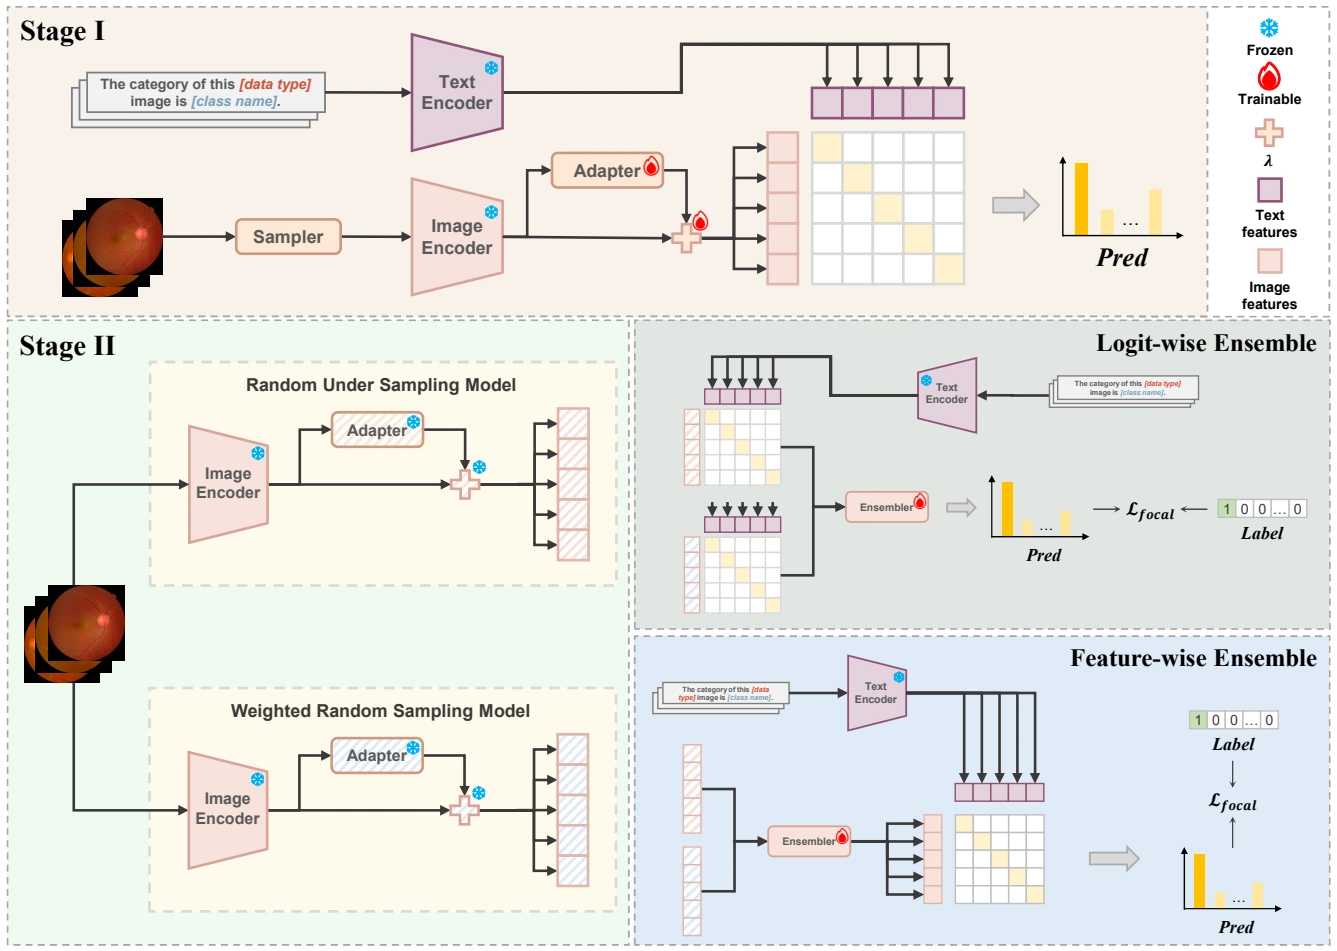 Stage I
The category of this [data type]
image is [class name].
Text
Encoder
Adapter
Sampler
Image
Encoder
...
Pred
Frozen
Trainable
λ
Text
features
Image
features
Stage II
Random Under Sampling Model
Image
Encoder
Adapter
Weighted Random Sampling Model
Image
Encoder
Adapter
Logit-wise Ensemble
Text
Encoder
The category of this [data type]
image is [class name].
Ensembler
...
Pred
ℒfocal
1 0 0 ... 0
Label
Feature-wise Ensemble
The category of this [data
type] image is [class name].
Text
Encoder
Ensembler
1 0 0 ... 0
Label
ℒfocal
...
Pred